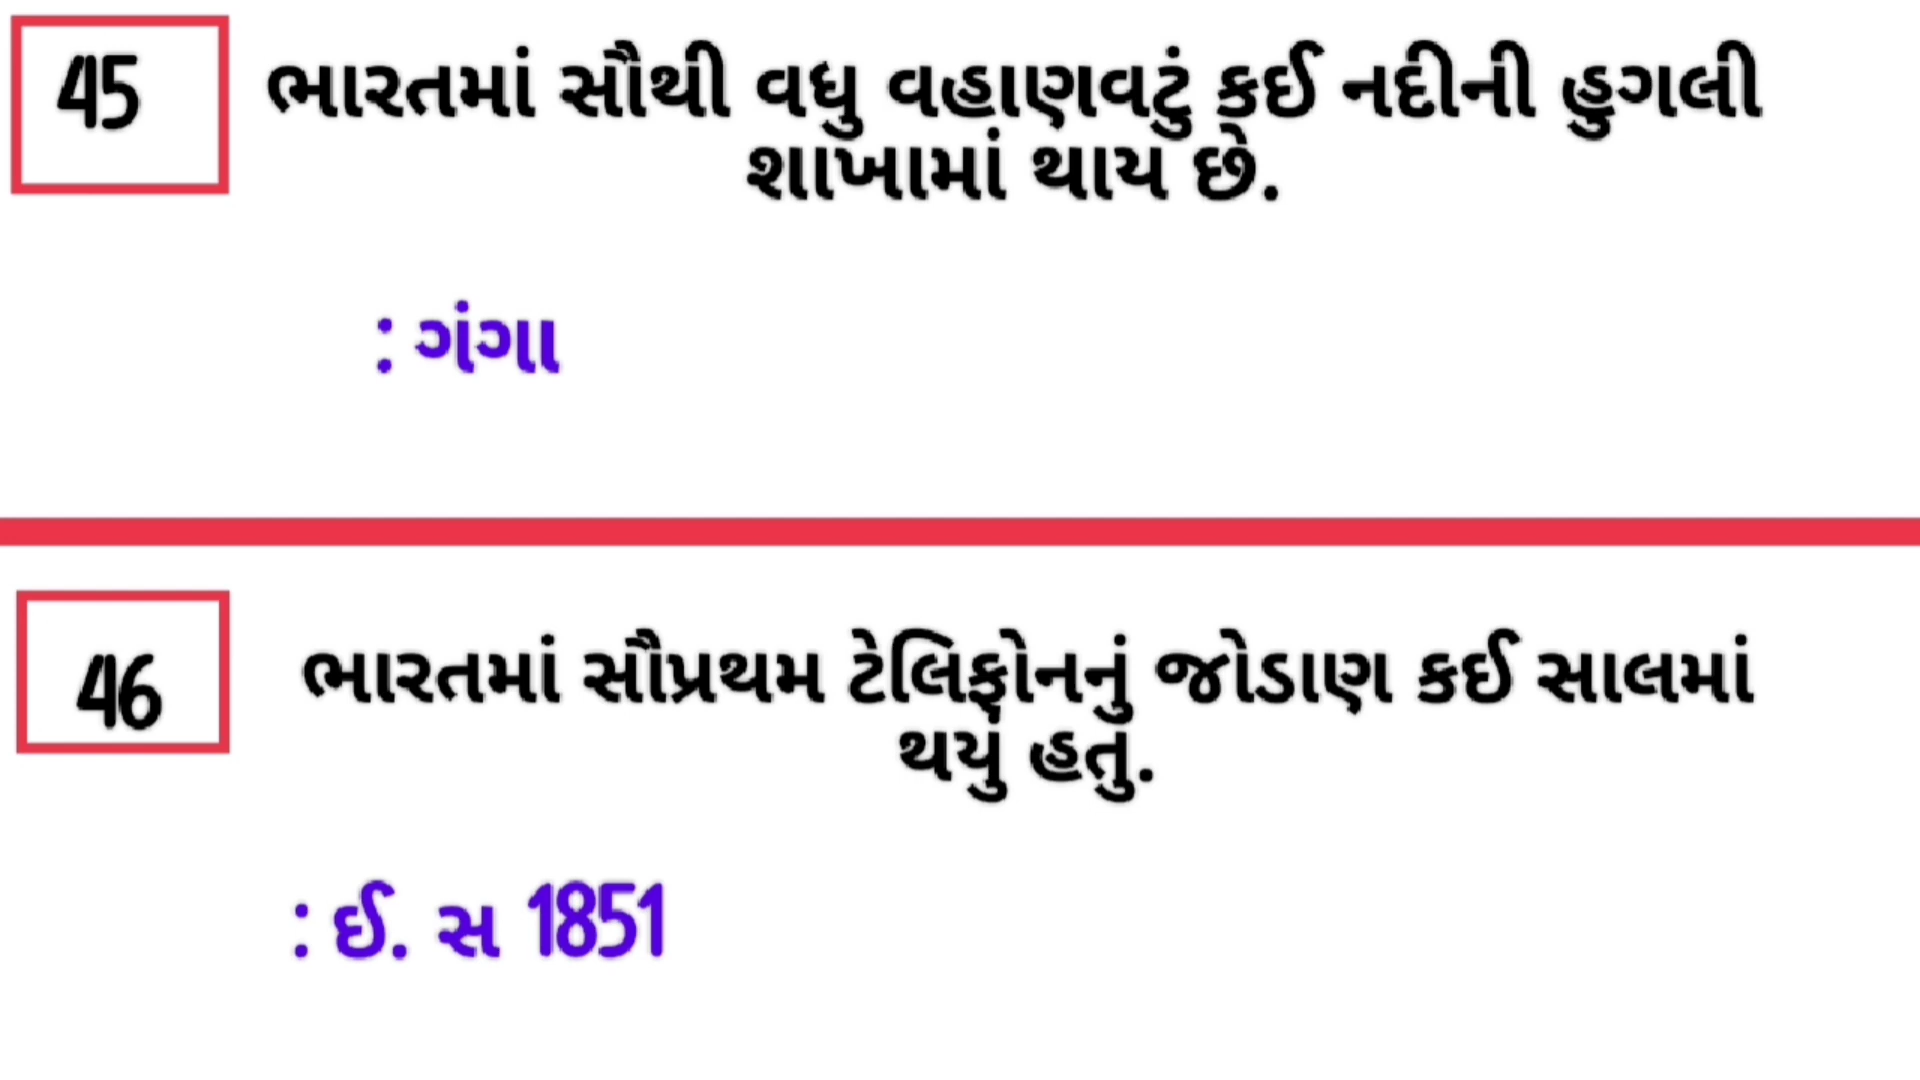 45
ભારતમાં સૌથી વધુ વહાણવટું કઈ નદીની હુગલી
શાખામાં થાય છે.
: ગંગા
46
ભારતમાં સૌપ્રથમ ટેલિફોનનું જોડાણ કઈ સાલમાં
થયું હતું.
: ઈ. સ 1851